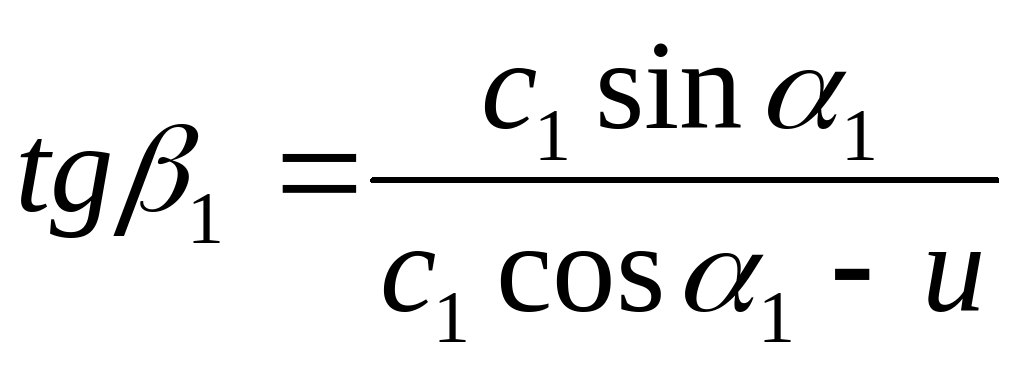 tgβ₁ = (c₁ sin α₁) / (c₁ cos α₁ - u)